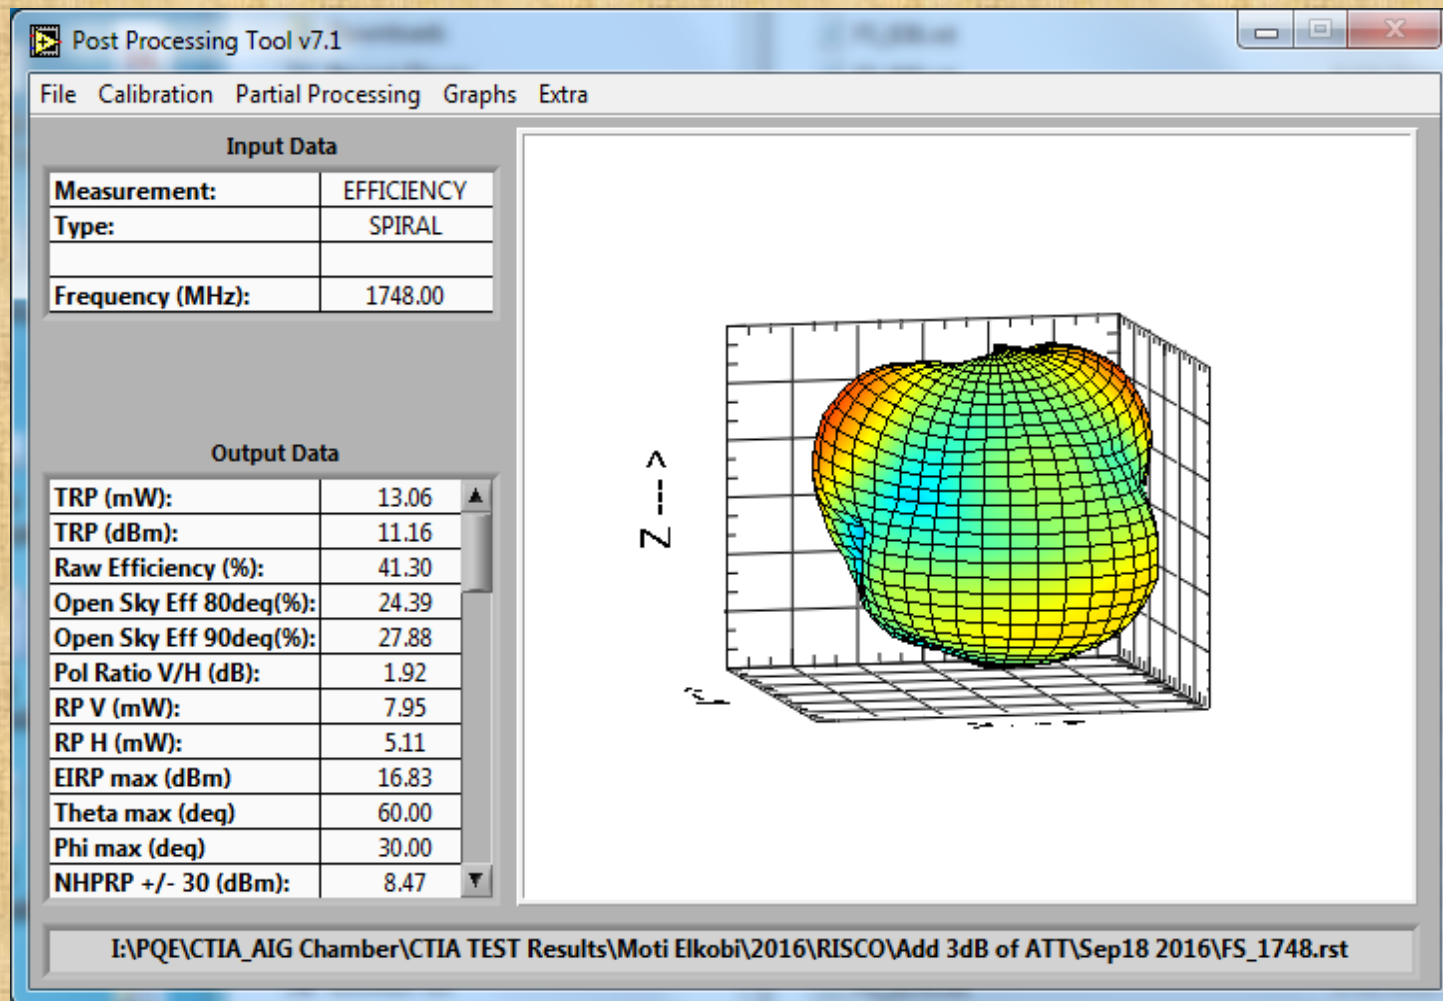 Post Processing Tool v7.1
File Calibration Partial Processing Graphs Extra
Input Data
Measurement: EFFICIENCY
Type: SPIRAL
Frequency (MHz): 1748.00
Output Data
TRP (mW): 13.06
TRP (dBm): 11.16
Raw Efficiency (%): 41.30
Open Sky Eff 80deg(%): 24.39
Open Sky Eff 90deg(%): 27.88
Pol Ratio V/H (dB): 1.92
RP V (mW): 7.95
RP H (mW): 5.11
EIRP max (dBm) 16.83
Theta max (deg) 60.00
Phi max (deg) 30.00
NHPRP +/- 30 (dBm): 8.47
Z --- >
I:\PQE\CTIA_AIG Chamber\CTIA TEST Results\Moti Elkobi\2016\RISCO\Add 3dB of ATT\Sep18 2016\FS_1748.rst